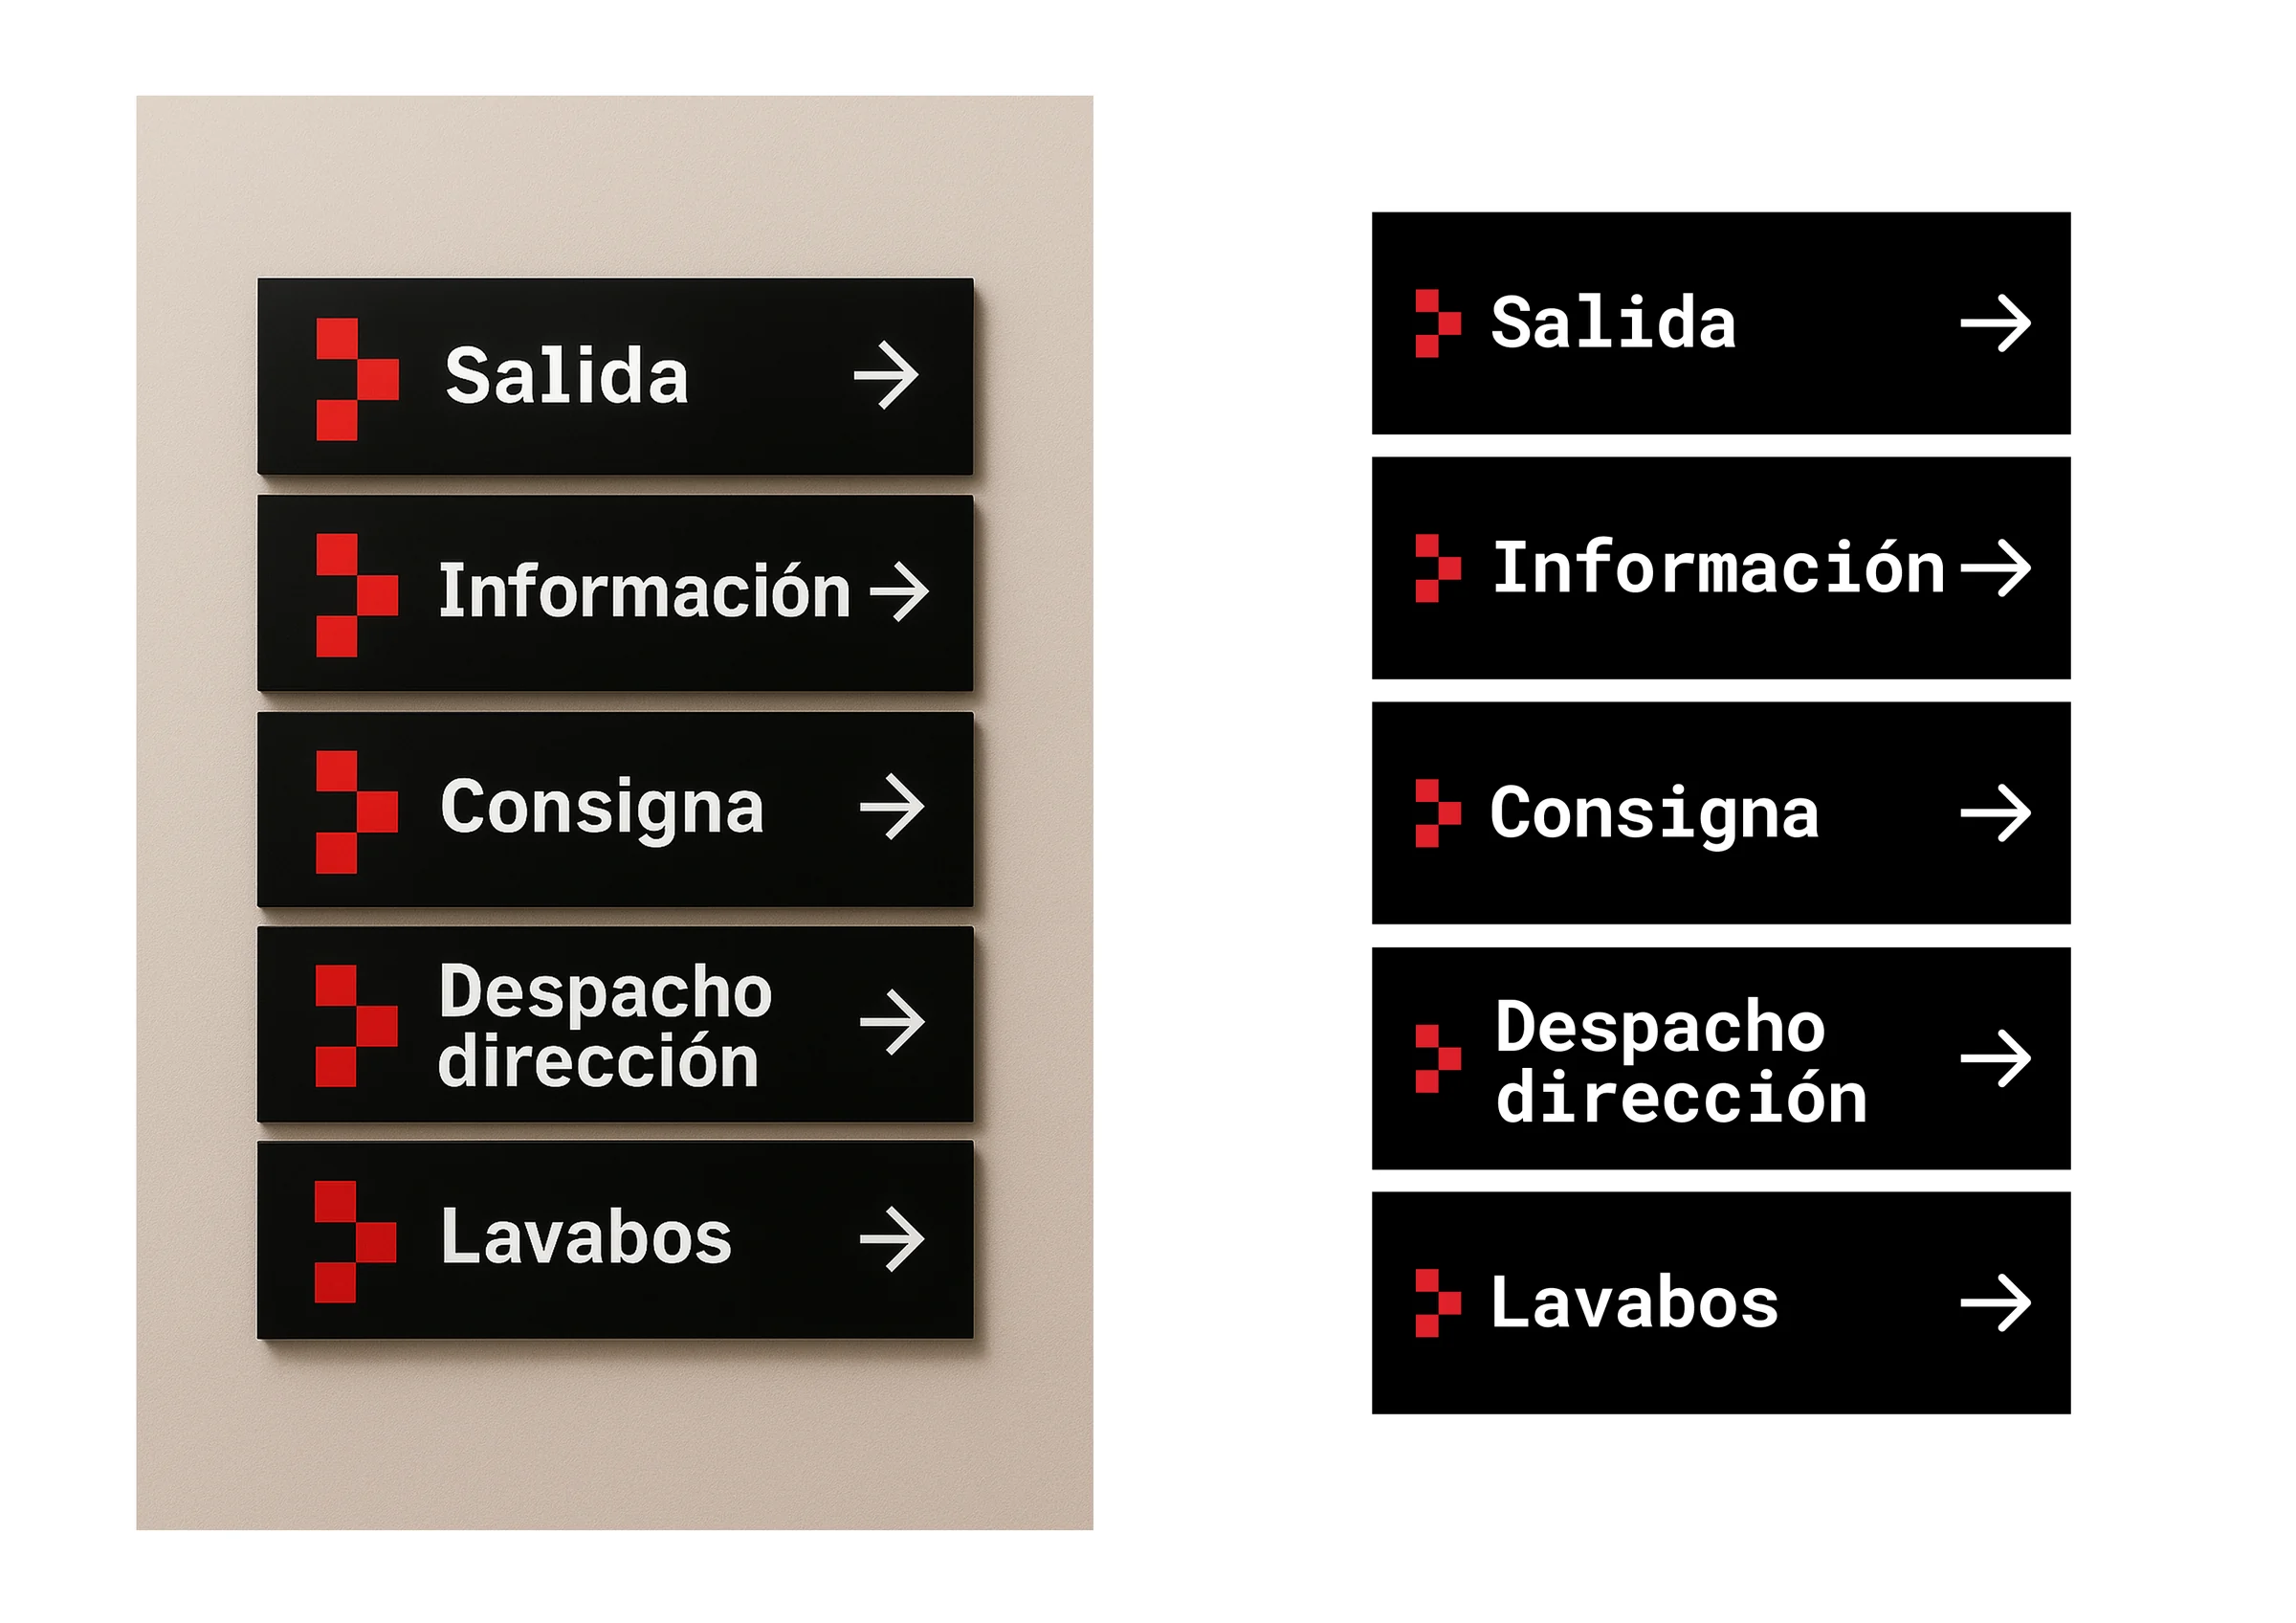 Salida
Información
Consigna
Despacho
dirección
Lavabos
Salida
Información
Consigna
Despacho
dirección
Lavabos